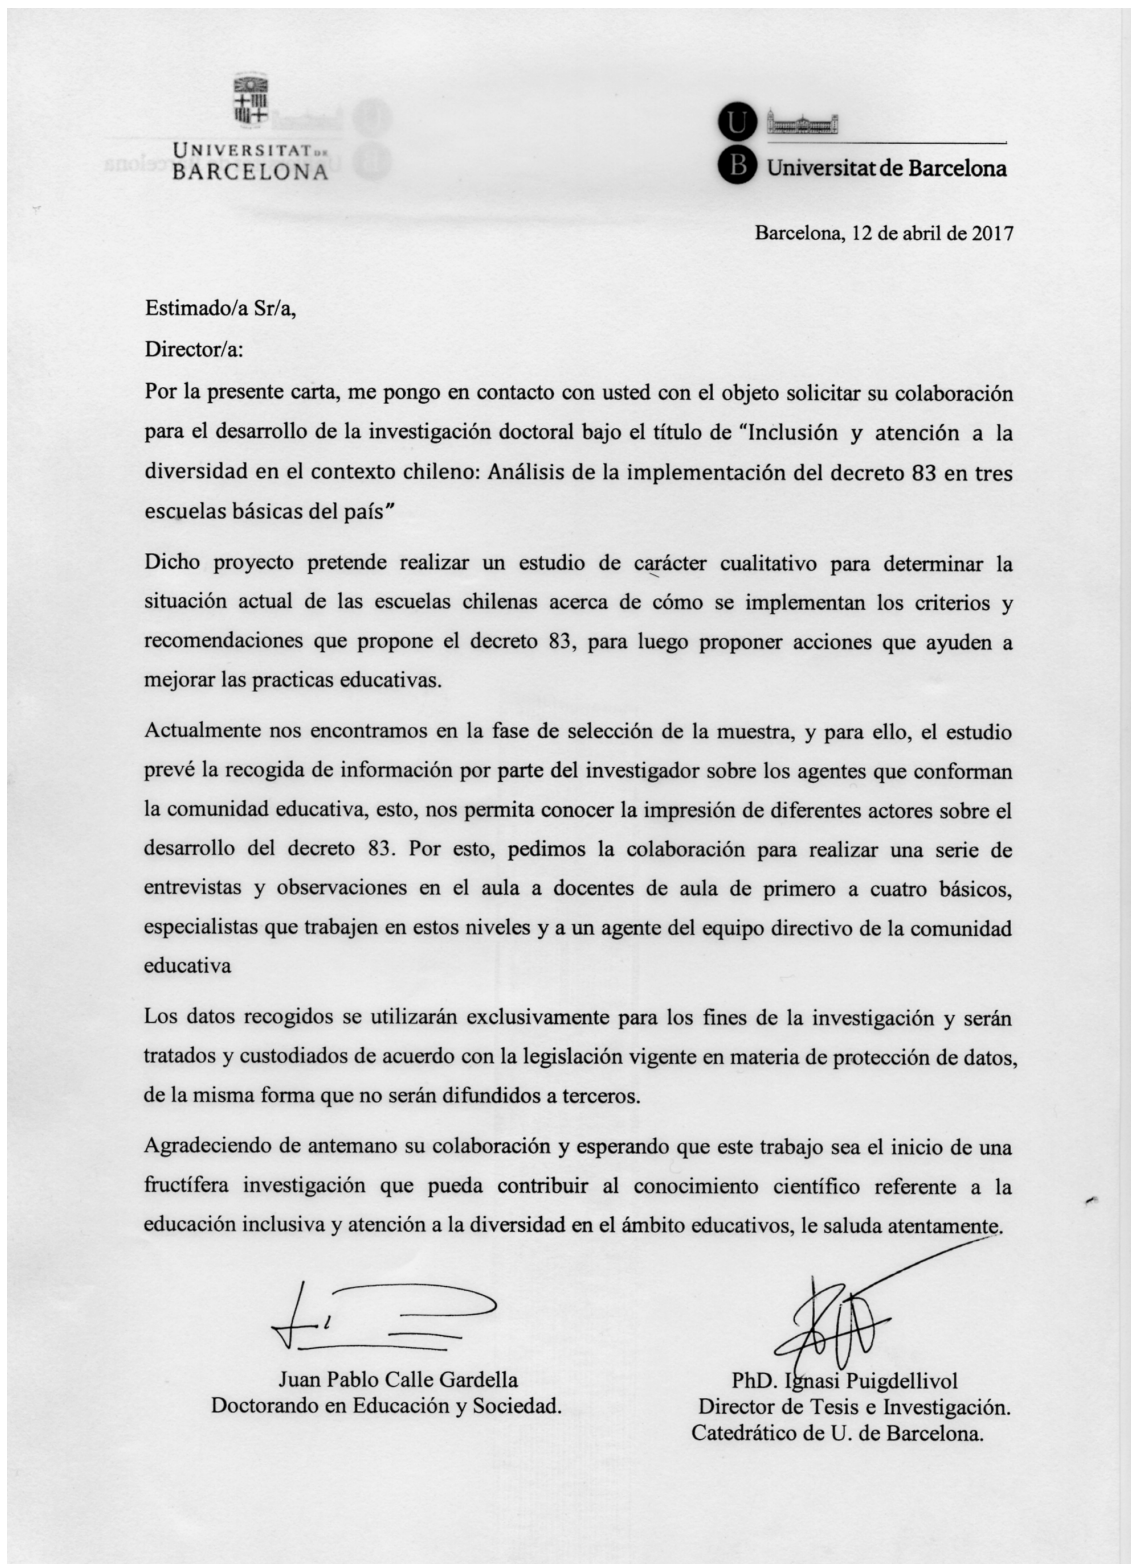 UNIVERSITAT DE
BARCELONA
U
B
Universitat de Barcelona
Barcelona, 12 de abril de 2017
Estimado/a Sr/a,
Director/a:
Por la presente carta, me pongo en contacto con usted con el objeto solicitar su colaboración
para el desarrollo de la investigación doctoral bajo el título de “Inclusión y atención a la
diversidad en el contexto chileno: Análisis de la implementación del decreto 83 en tres
escuelas básicas del país”
Dicho proyecto pretende realizar un estudio de carácter cualitativo para determinar la
situación actual de las escuelas chilenas acerca de cómo se implementan los criterios y
recomendaciones que propone el decreto 83, para luego proponer acciones que ayuden a
mejorar las practicas educativas.
Actualmente nos encontramos en la fase de selección de la muestra, y para ello, el estudio
prevé la recogida de información por parte del investigador sobre los agentes que conforman
la comunidad educativa, esto, nos permita conocer la impresión de diferentes actores sobre el
desarrollo del decreto 83. Por esto, pedimos la colaboración para realizar una serie de
entrevistas y observaciones en el aula a docentes de aula de primero a cuatro básicos,
especialistas que trabajen en estos niveles y a un agente del equipo directivo de la comunidad
educativa
Los datos recogidos se utilizarán exclusivamente para los fines de la investigación y serán
tratados y custodiados de acuerdo con la legislación vigente en materia de protección de datos,
de la misma forma que no serán difundidos a terceros.
Agradeciendo de antemano su colaboración y esperando que este trabajo sea el inicio de una
fructífera investigación que pueda contribuir al conocimiento científico referente a la
educación inclusiva y atención a la diversidad en el ámbito educativos, le saluda atentamente.
Juan Pablo Calle Gardella
Doctorando en Educación y Sociedad.
PhD. Ignasi Puigdellivol
Director de Tesis e Investigación.
Catedrático de U. de Barcelona.